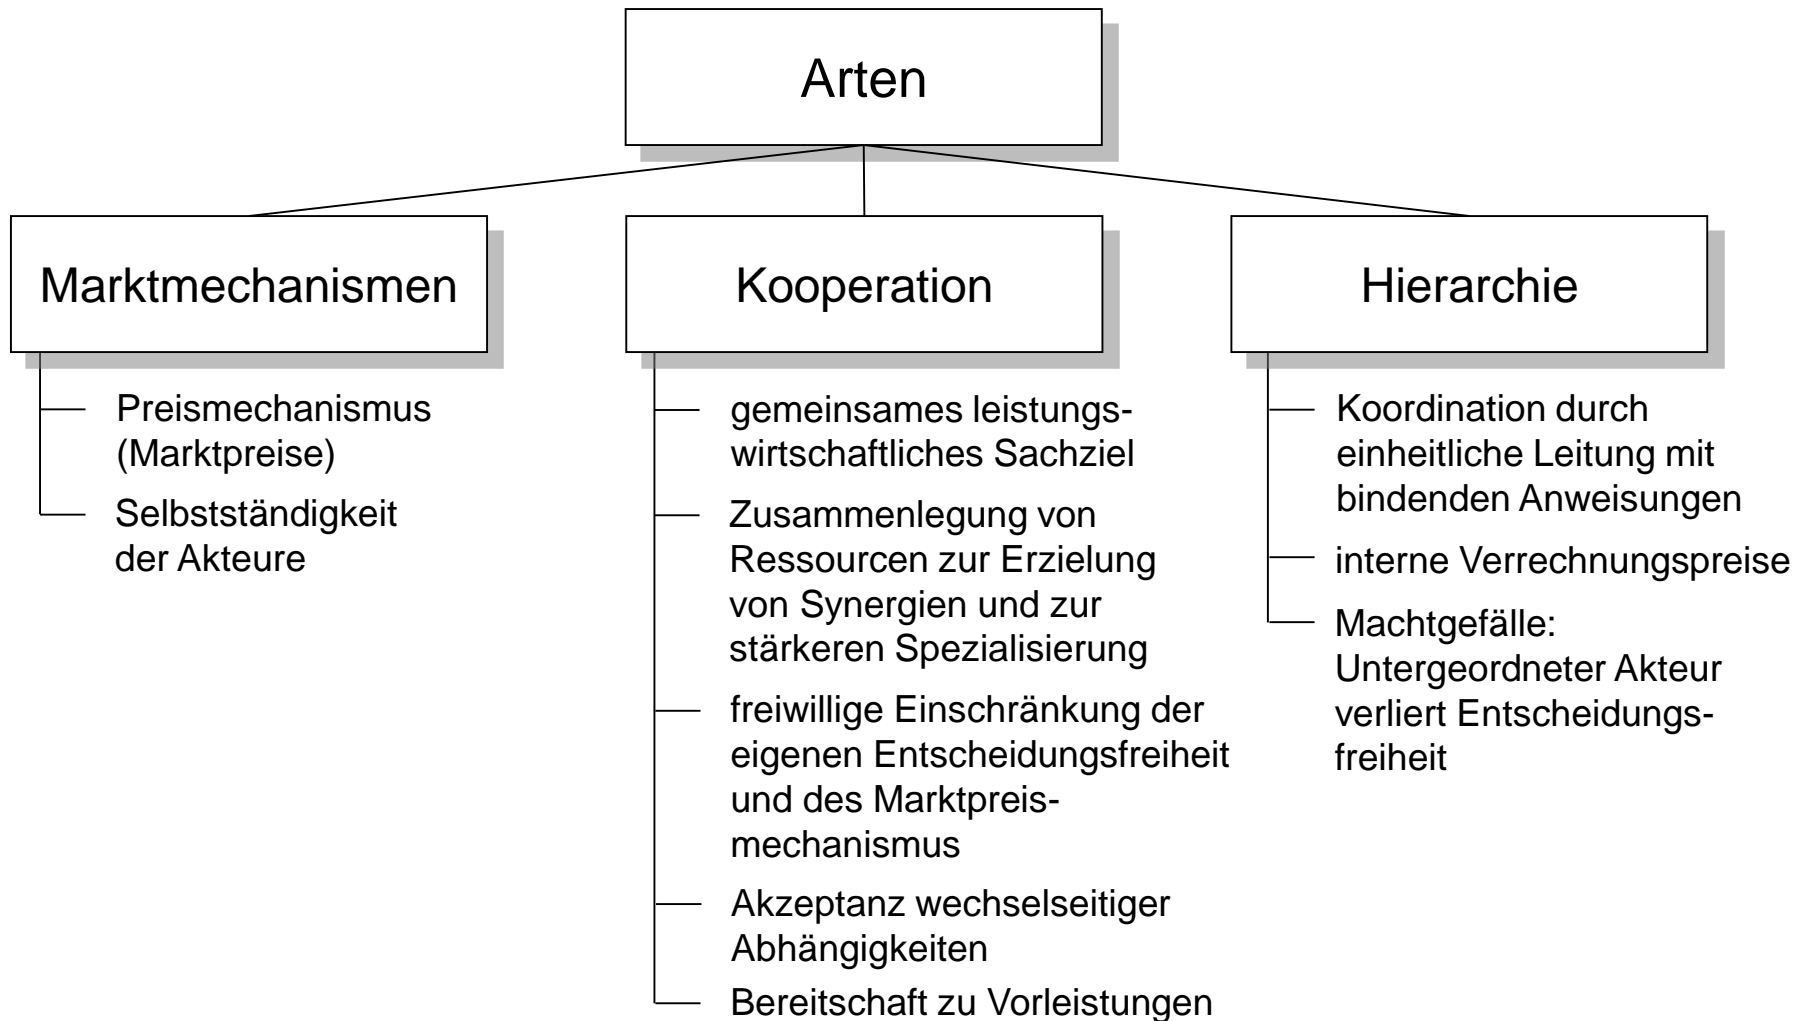 Arten
Marktmechanismen
Preismechanismus
(Marktpreise)
Selbstständigkeit
der Akteure
Kooperation
gemeinsames leistungs-
wirtschaftliches Sachziel
Zusammenlegung von
Ressourcen zur Erzielung
von Synergien und zur
stärkeren Spezialisierung
freiwillige Einschränkung der
eigenen Entscheidungsfreiheit
und des Marktpreis-
mechanismus
Akzeptanz wechselseitiger
Abhängigkeiten
Bereitschaft zu Vorleistungen
Hierarchie
Koordination durch
einheitliche Leitung mit
bindenden Anweisungen
interne Verrechnungspreise
Machtgefälle:
Untergeordneter Akteur
verliert Entscheidungs-
freiheit